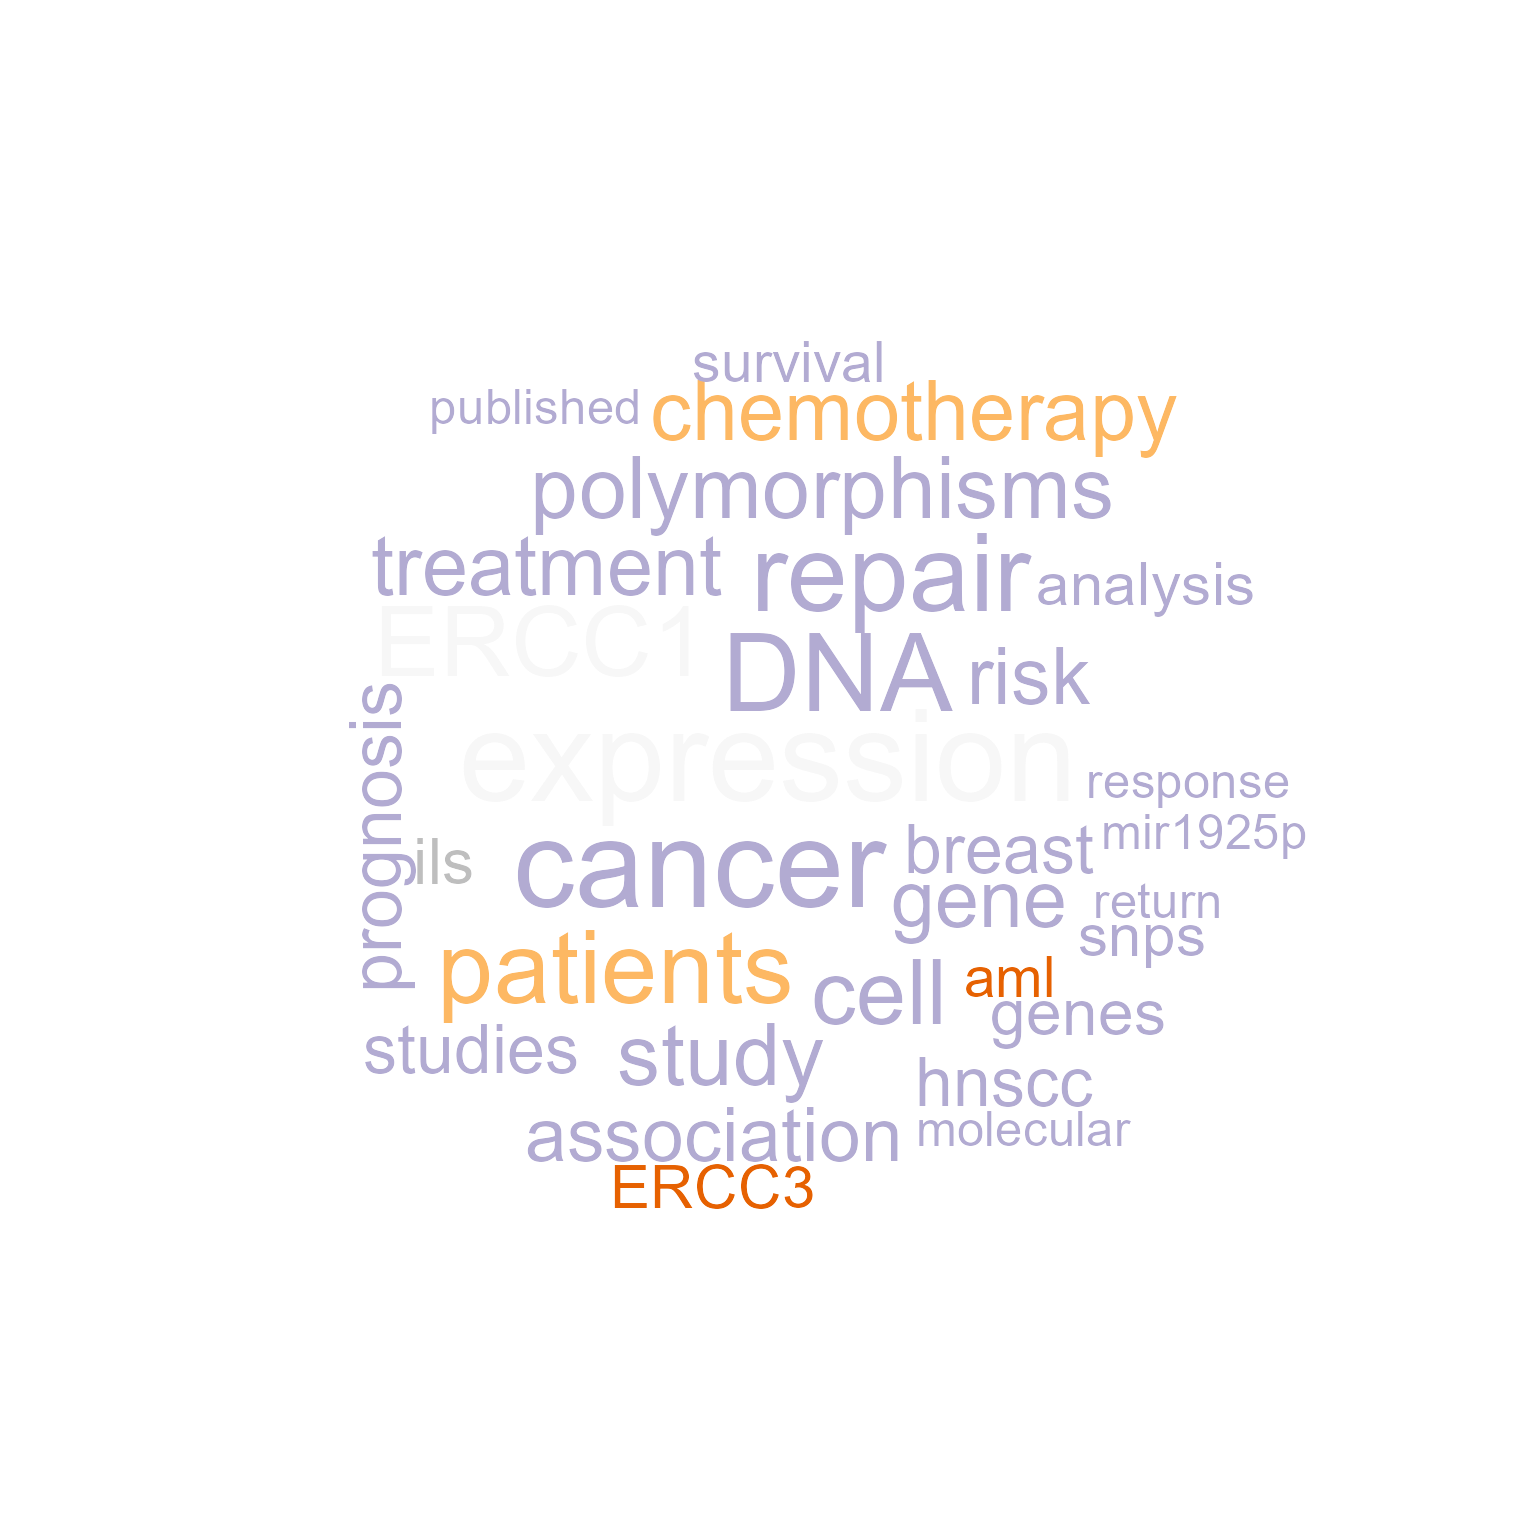 survival
published
chemotherapy
polymorphisms
treatment
repair
analysis
ERCC1
DNA
risk
prognosis
expression
response
mir1925p
ils
cancer
breast
gene
return
snps
patients
cell
aml
genes
studies
study
hnscc
association
molecular
ERCC3